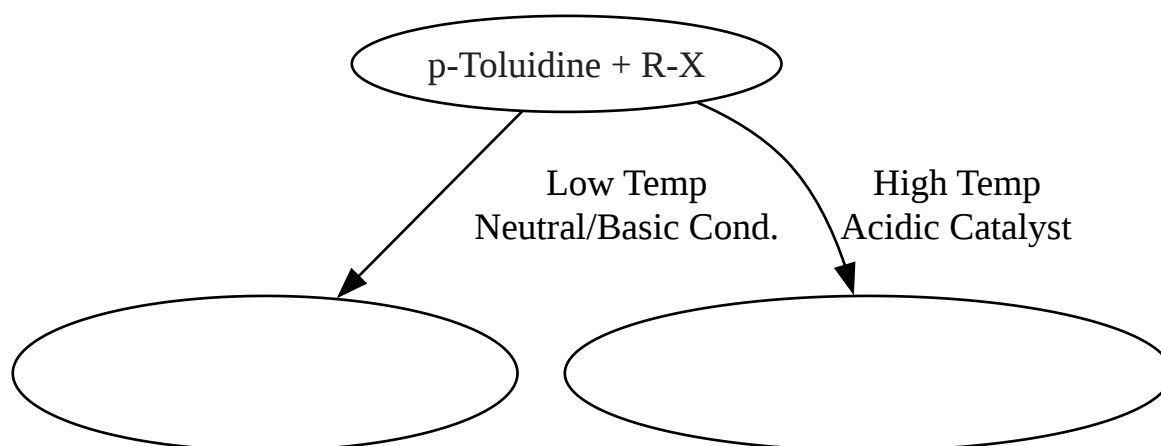 p-Toluidine + R-X
Low Temp
Neutral/Basic Cond.
High Temp
Acidic Catalyst